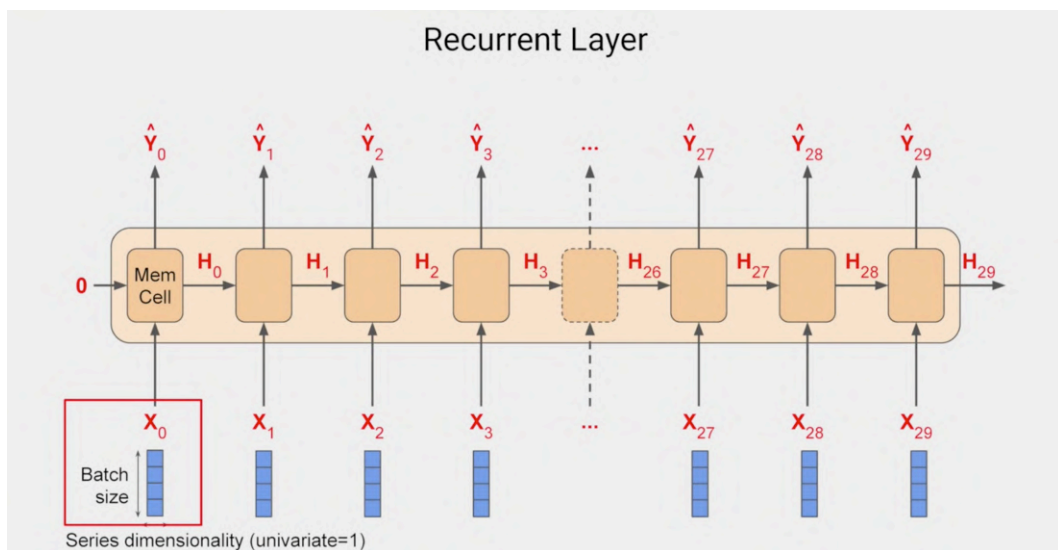 Recurrent Layer
Ŷ0 Ŷ1 Ŷ2 Ŷ3 ... Ŷ27 Ŷ28 Ŷ29
0 Mem Cell H0 H1 H2 H3 H26 H27 H28 H29
X0 X1 X2 X3 ... X27 X28 X29
Batch
size
Series dimensionality (univariate=1)